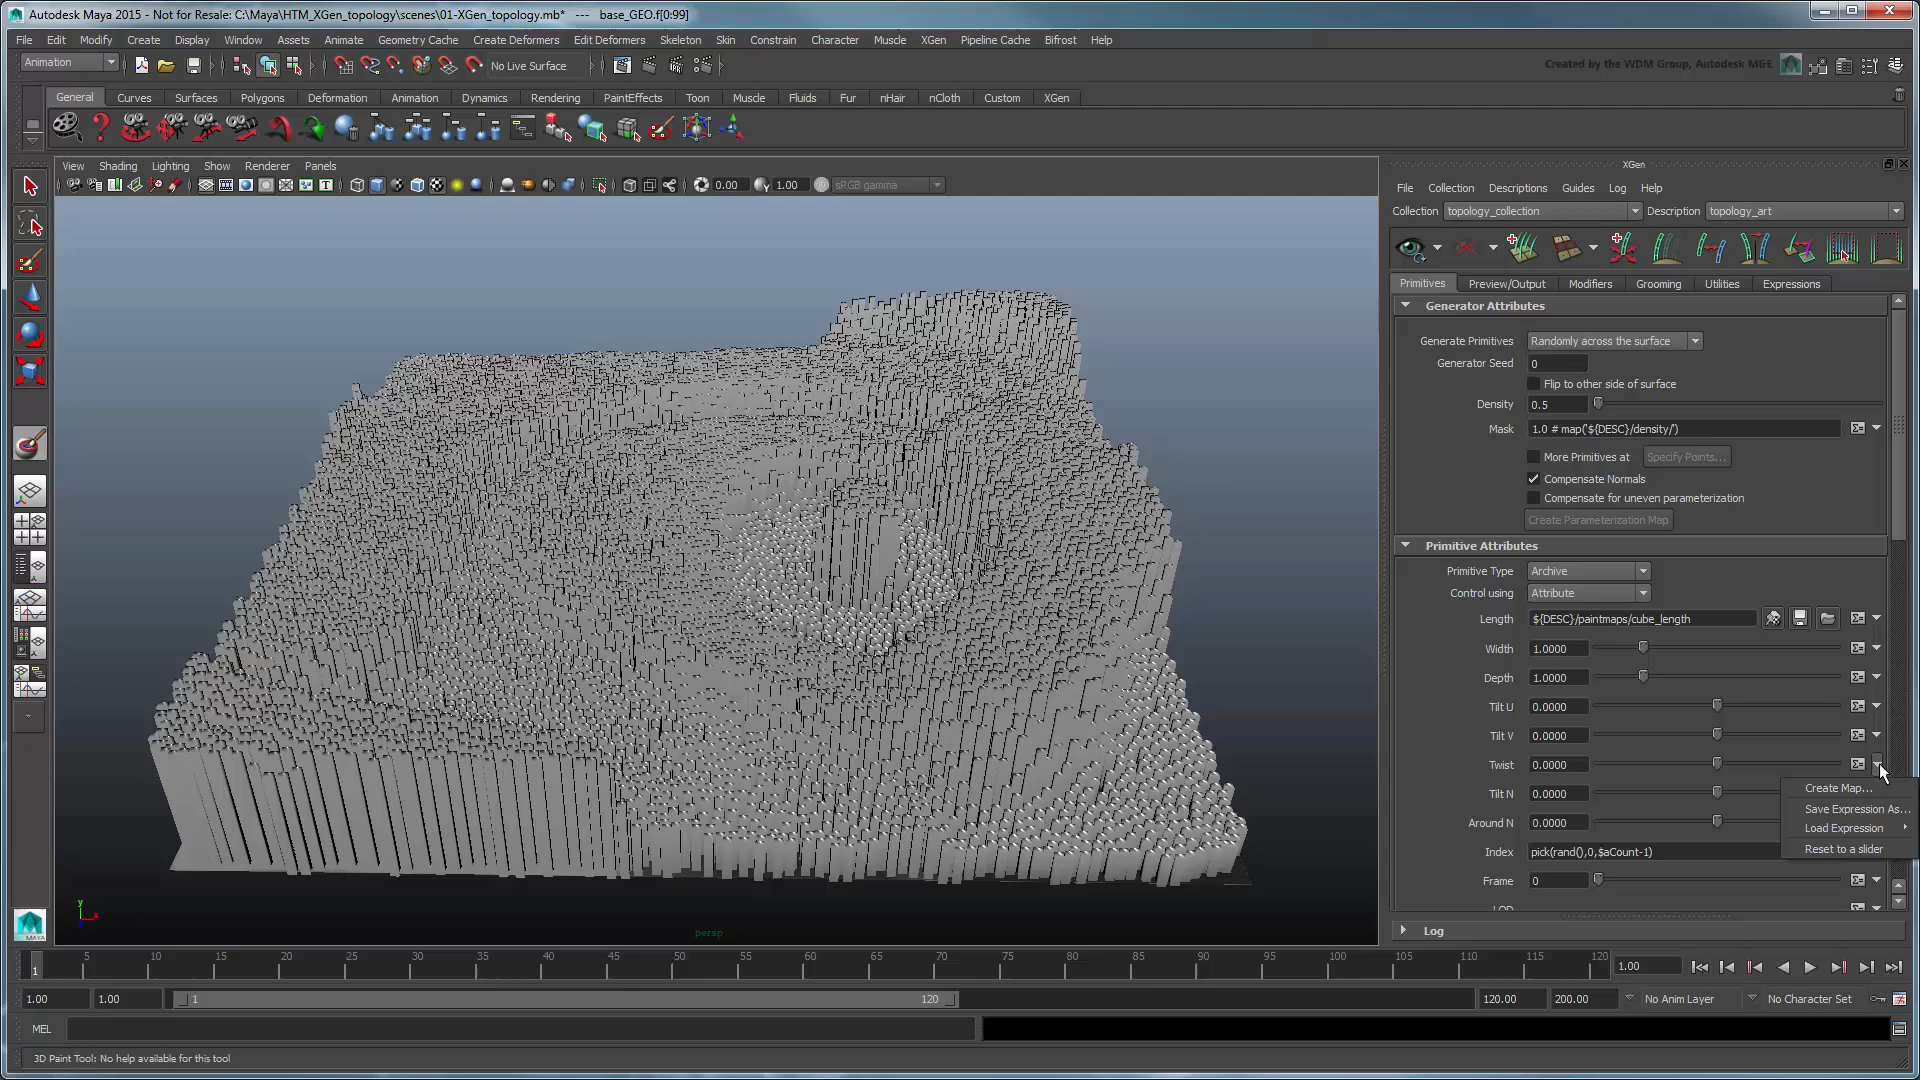 Autodesk Maya 2015 - Not for Resale: C:\Maya\HTM_XGen_topology\scenes\01-XGen_topology.mb* --- base_GEO.f[0:99]
File Edit Modify Create Display Window Assets Animate Geometry Cache Create Deformers Edit Deformers Skeleton Skin Constrain Character Muscle XGen Pipeline Cache Bifrost Help
Animation No Live Surface Created by the WDM Group, Autodesk M&E
General Curves Surfaces Polygons Deformation Animation Dynamics Rendering PaintEffects Toon Muscle Fluids Fur nHair nCloth Custom XGen
View Shading Lighting Show Renderer Panels
0.00 1.00 sRGB gamma
persp
y
x
MAYA
XGen
File Collection Descriptions Guides Log Help
Collection topology_collection Description topology_art
Primitives Preview/Output Modifiers Grooming Utilities Expressions
Generator Attributes
Generate Primitives Randomly across the surface
Generator Seed 0
Flip to other side of surface
Density 0.5
Mask 1.0 # map('${DESC}/density/')
More Primitives at Specify Points...
Compensate Normals
Compensate for uneven parameterization
Create Parameterization Map
Primitive Attributes
Primitive Type Archive
Control using Attribute
Length ${DESC}/paintmaps/cube_length
Width 1.0000
Depth 1.0000
Tilt U 0.0000
Tilt V 0.0000
Twist 0.0000
Tilt N 0.0000
Around N 0.0000
Index pick(rand(),0,$aCount-1)
Frame 0
LOD
Create Map...
Save Expression As...
Load Expression
Reset to a slider
Log
1 5 10 15 20 25 30 35 40 45 50 55 60 65 70 75 80 85 90 95 100 105 110 115 120 1.00
1.00 1.00 1 120 120.00 200.00 No Anim Layer No Character Set
MEL
3D Paint Tool: No help available for this tool